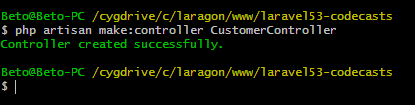 Beto@Beto-PC /cygdrive/c/laragon/www/laravel53-codecasts
$ php artisan make:controller CustomerController
Controller created successfully.
Beto@Beto-PC /cygdrive/c/laragon/www/laravel53-codecasts
$